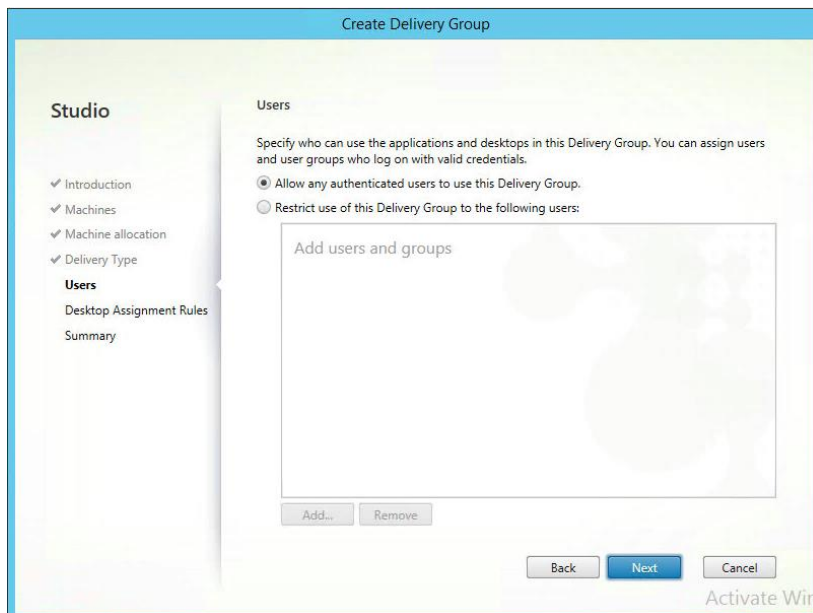 Create Delivery Group
Studio
Introduction
Machines
Machine allocation
Delivery Type
Users
Desktop Assignment Rules
Summary
Users
Specify who can use the applications and desktops in this Delivery Group. You can assign users
and user groups who log on with valid credentials.
Allow any authenticated users to use this Delivery Group.
Restrict use of this Delivery Group to the following users:
Add users and groups
Add...
Remove
Back
Next
Cancel
Activate Win